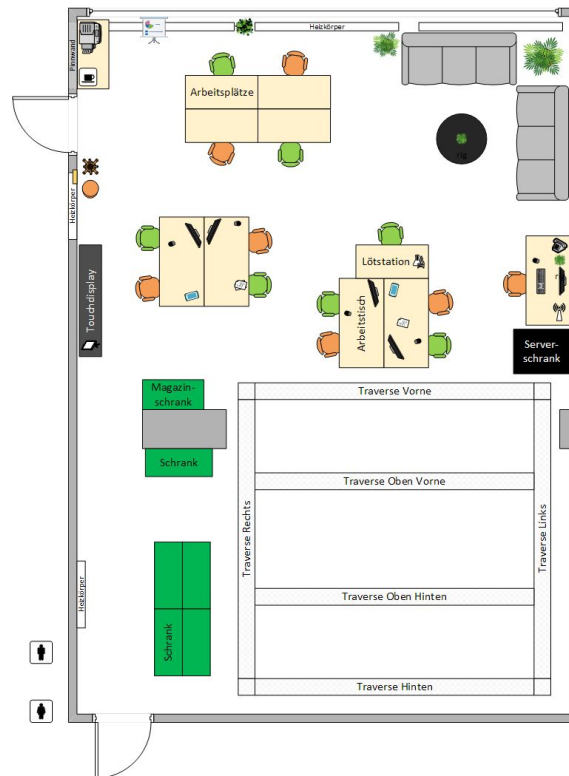 Heizkörper
Pinnwand
Arbeitsplätze
Heizkörper
Touchdisplay
Lötstation
Arbeitstisch
Server-
schrank
Magazin-
schrank
Schrank
Traverse Vorne
Traverse Oben Vorne
Traverse Rechts
Traverse Links
Traverse Oben Hinten
Heizkörper
Schrank
Traverse Hinten